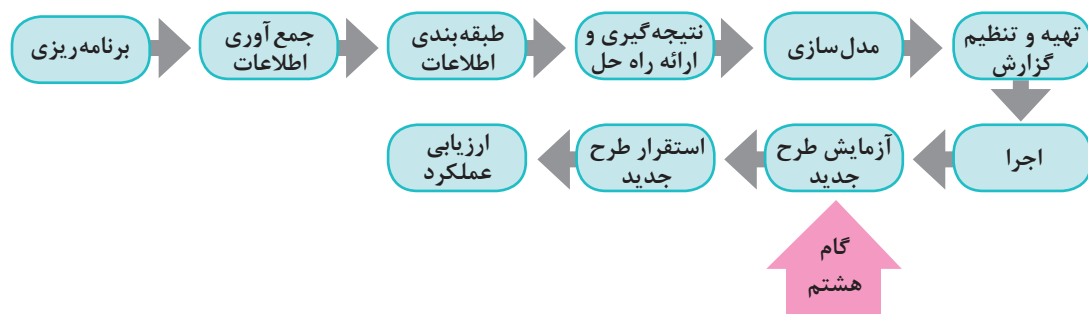 برنامه‌ریزی
جمع‌آوری
اطلاعات
طبقه‌بندی
اطلاعات
نتیجه‌گیری و
ارائه راه حل
مدل‌سازی
تهیه و تنظیم
گزارش
اجرا
آزمایش طرح
جدید
استقرار طرح
جدید
ارزیابی
عملکرد
گام
هشتم